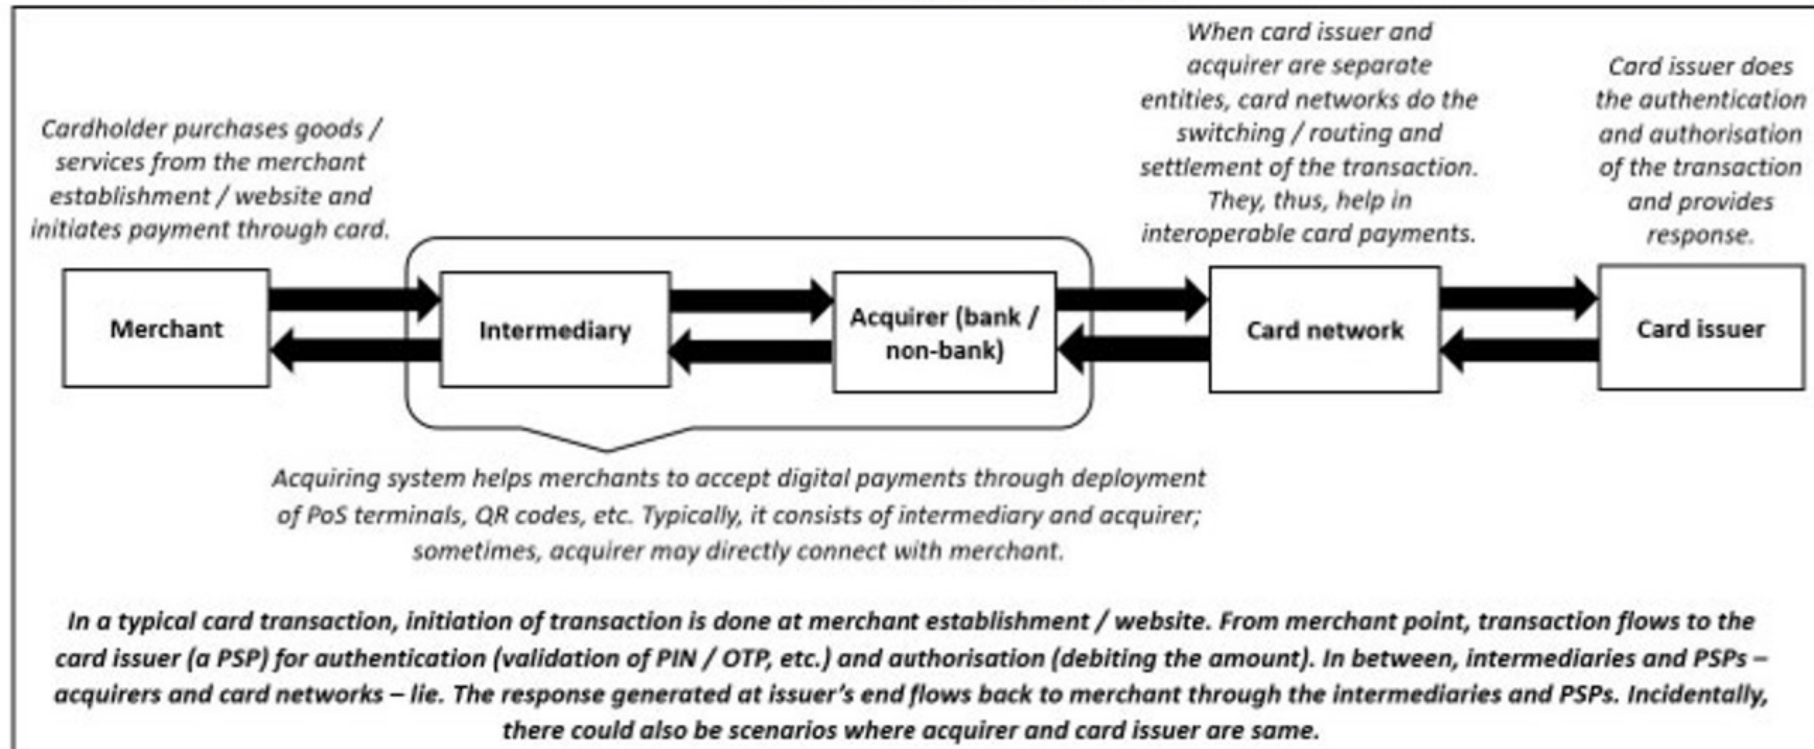 Cardholder purchases goods /
services from the merchant
establishment / website and
initiates payment through card.
When card issuer and
acquirer are separate
entities, card networks do the
switching / routing and
settlement of the transaction.
They, thus, help in
interoperable card payments.
Card issuer does
the authentication
and authorisation
of the transaction
and provides
response.
Merchant
Intermediary
Acquirer (bank /
non-bank)
Card network
Card issuer
Acquiring system helps merchants to accept digital payments through deployment
of PoS terminals, QR codes, etc. Typically, it consists of intermediary and acquirer;
sometimes, acquirer may directly connect with merchant.
In a typical card transaction, initiation of transaction is done at merchant establishment / website. From merchant point, transaction flows to the
card issuer (a PSP) for authentication (validation of PIN / OTP, etc.) and authorisation (debiting the amount). In between, intermediaries and PSPs –
acquirers and card networks – lie. The response generated at issuer's end flows back to merchant through the intermediaries and PSPs. Incidentally,
there could also be scenarios where acquirer and card issuer are same.